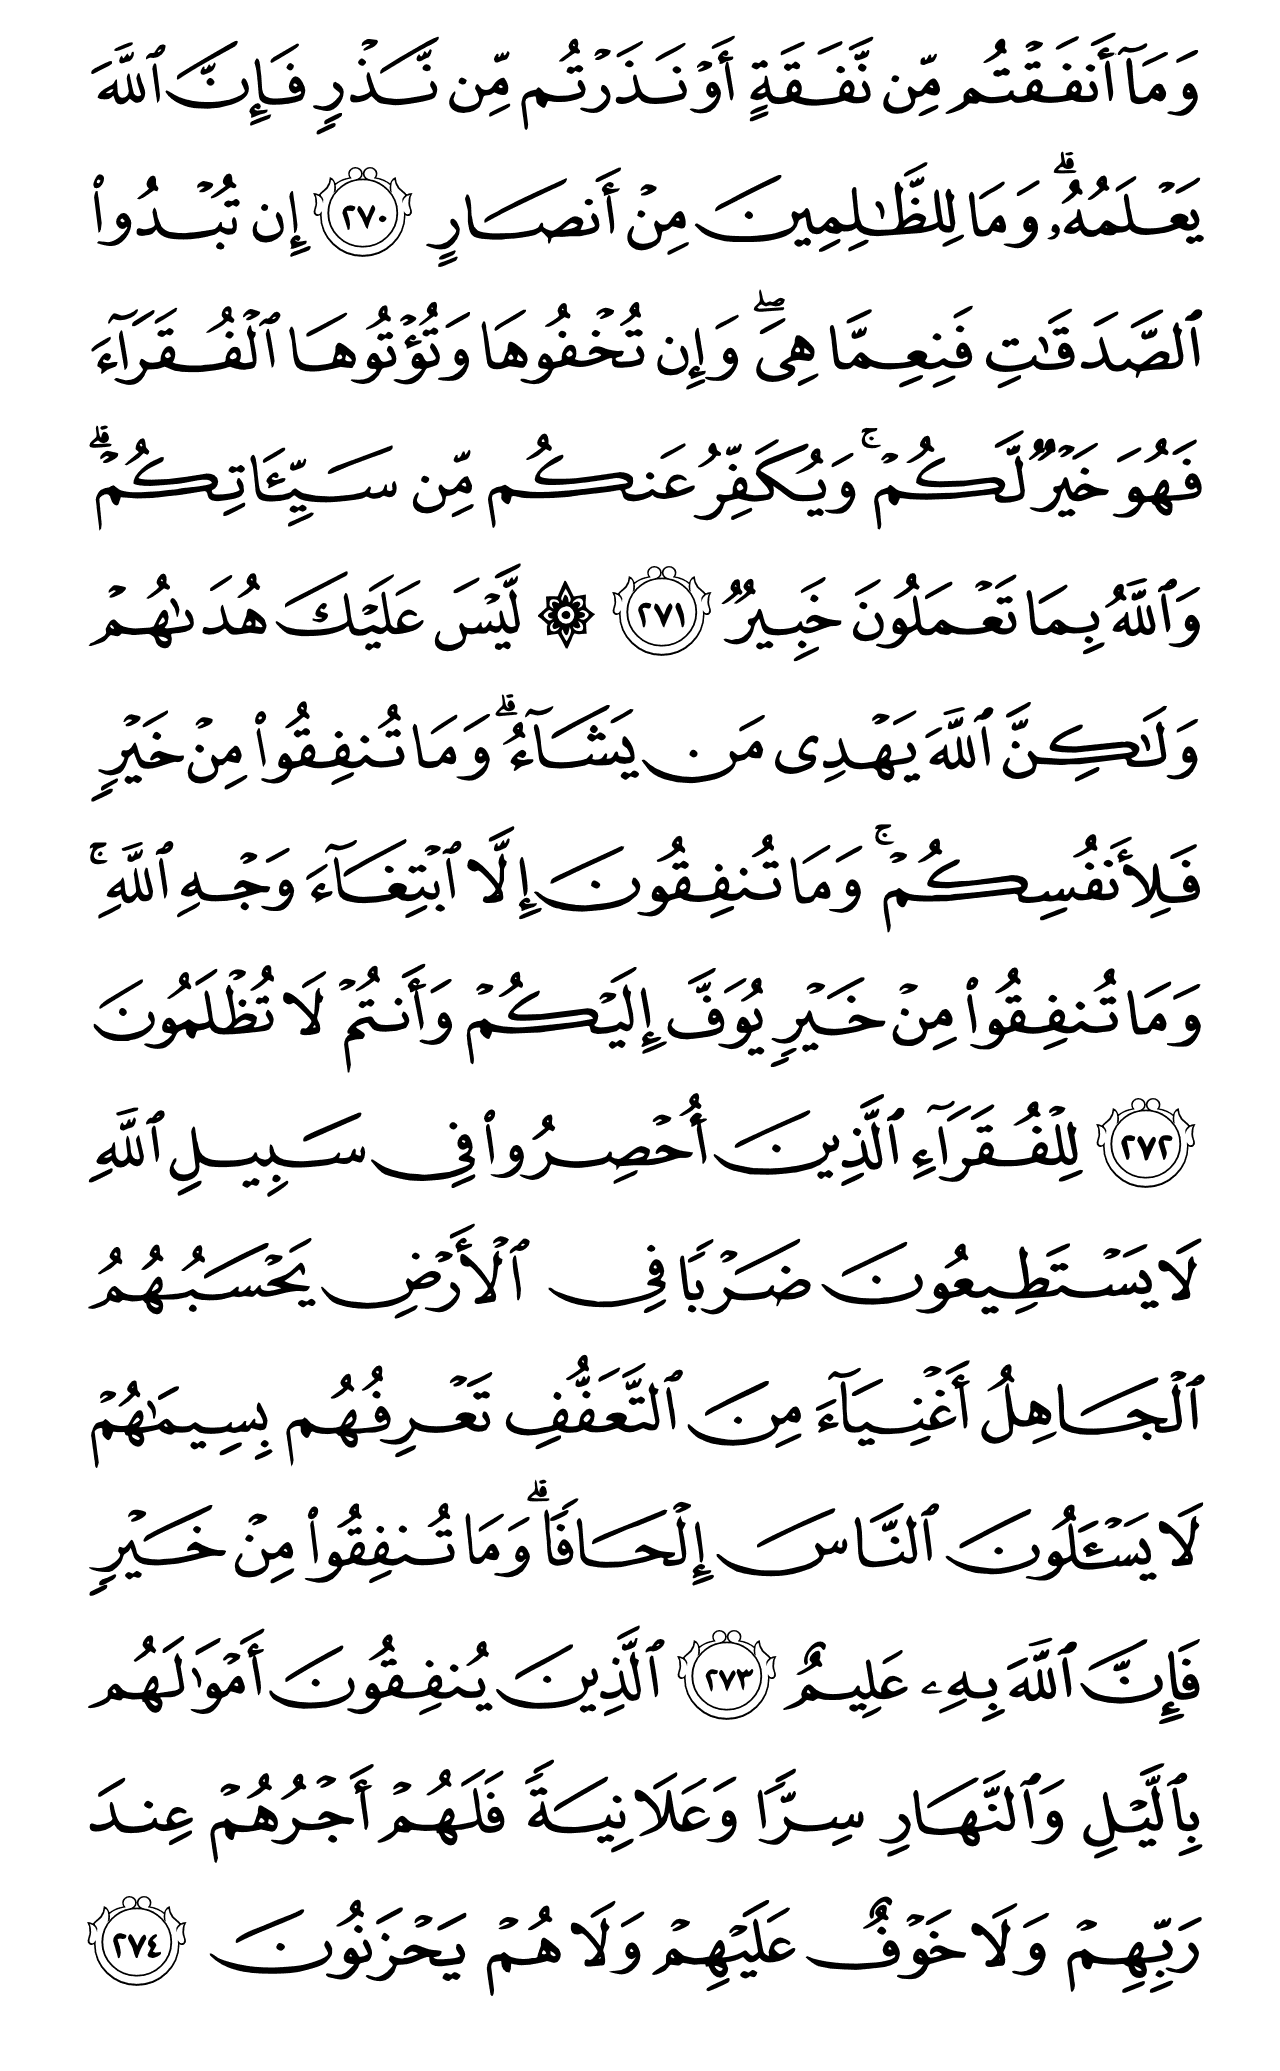 وَمَآ أَنفَقْتُم مِّن نَّفَقَةٍ أَوْ نَذَرْتُم مِّن نَّذْرٍ فَإِنَّ ٱللَّهَ
يَعْلَمُهُۥ ۗ وَمَا لِلظَّـٰلِمِينَ مِنْ أَنصَارٍ ٢٧٠ إِن تُبْدُوا۟
ٱلصَّدَقَـٰتِ فَنِعِمَّا هِىَ ۖ وَإِن تُخْفُوهَا وَتُؤْتُوهَا ٱلْفُقَرَآءَ
فَهُوَ خَيْرٌ لَّكُمْ ۚ وَيُكَفِّرُ عَنكُم مِّن سَيِّـَٔاتِكُمْ ۗ
وَٱللَّهُ بِمَا تَعْمَلُونَ خَبِيرٌ ٢٧١ ۞ لَّيْسَ عَلَيْكَ هُدَىٰهُمْ
وَلَـٰكِنَّ ٱللَّهَ يَهْدِى مَن يَشَآءُ ۗ وَمَا تُنفِقُوا۟ مِنْ خَيْرٍ
فَلِأَنفُسِكُمْ ۚ وَمَا تُنفِقُونَ إِلَّا ٱبْتِغَآءَ وَجْهِ ٱللَّهِ ۚ
وَمَا تُنفِقُوا۟ مِنْ خَيْرٍ يُوَفَّ إِلَيْكُمْ وَأَنتُمْ لَا تُظْلَمُونَ
٢٧٢ لِلْفُقَرَآءِ ٱلَّذِينَ أُحْصِرُوا۟ فِى سَبِيلِ ٱللَّهِ
لَا يَسْتَطِيعُونَ ضَرْبًا فِى ٱلْأَرْضِ يَحْسَبُهُمُ
ٱلْجَاهِلُ أَغْنِيَآءَ مِنَ ٱلتَّعَفُّفِ تَعْرِفُهُم بِسِيمَـٰهُمْ
لَا يَسْـَٔلُونَ ٱلنَّاسَ إِلْحَافًا ۗ وَمَا تُنفِقُوا۟ مِنْ خَيْرٍ
فَإِنَّ ٱللَّهَ بِهِۦ عَلِيمٌ ٢٧٣ ٱلَّذِينَ يُنفِقُونَ أَمْوَٰلَهُم
بِٱلَّيْلِ وَٱلنَّهَارِ سِرًّا وَعَلَانِيَةً فَلَهُمْ أَجْرُهُمْ عِندَ
رَبِّهِمْ وَلَا خَوْفٌ عَلَيْهِمْ وَلَا هُمْ يَحْزَنُونَ ٢٧٤